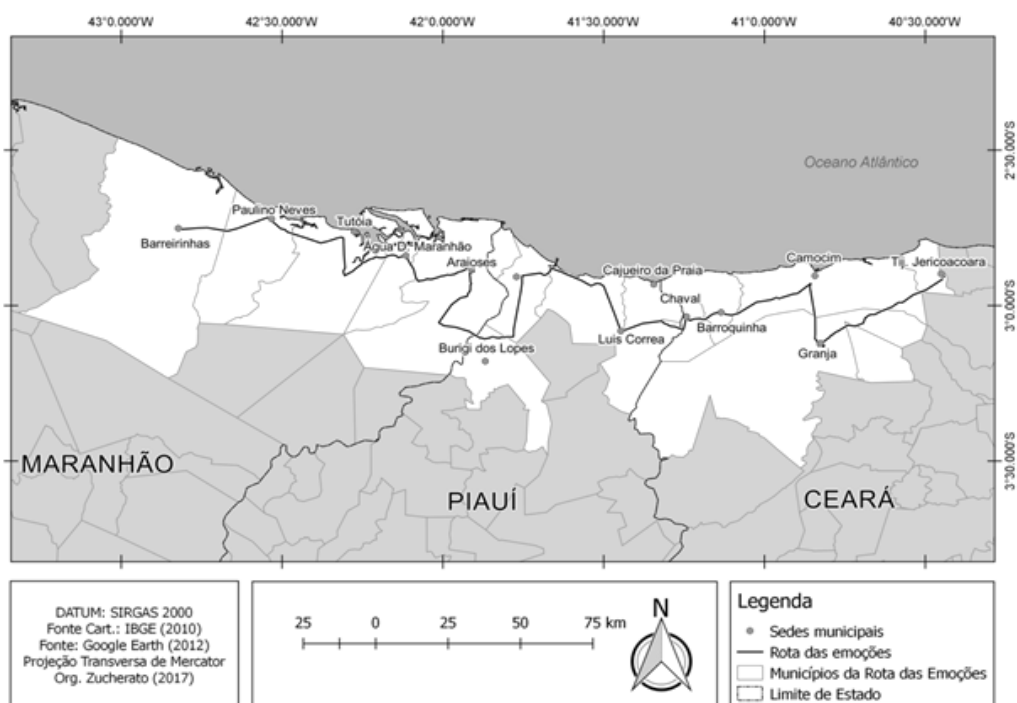 43°0.000'W 42°30.000'W 42°0.000'W 41°30.000'W 41°0.000'W 40°30.000'W
2°30.000'S
Oceano Atlântico
Paulino Neves
Tutóia
Barreirinhas
Água D. Maranhão
Araioses
Cajueiro da Praia
Camocim
T. Jericoacoara
Chaval
3°0.000'S
Barroquinha
Luis Correa
Burigi dos Lopes
Granja
3°30.000'S
MARANHÃO
PIAUÍ
CEARÁ
DATUM: SIRGAS 2000
Fonte Cart.: IBGE (2010)
Fonte: Google Earth (2012)
Projeção Transversa de Mercator
Org. Zucherato (2017)
25 0 25 50 75 km
N
Legenda
Sedes municipais
Rota das emoções
Municípios da Rota das Emoções
Limite de Estado